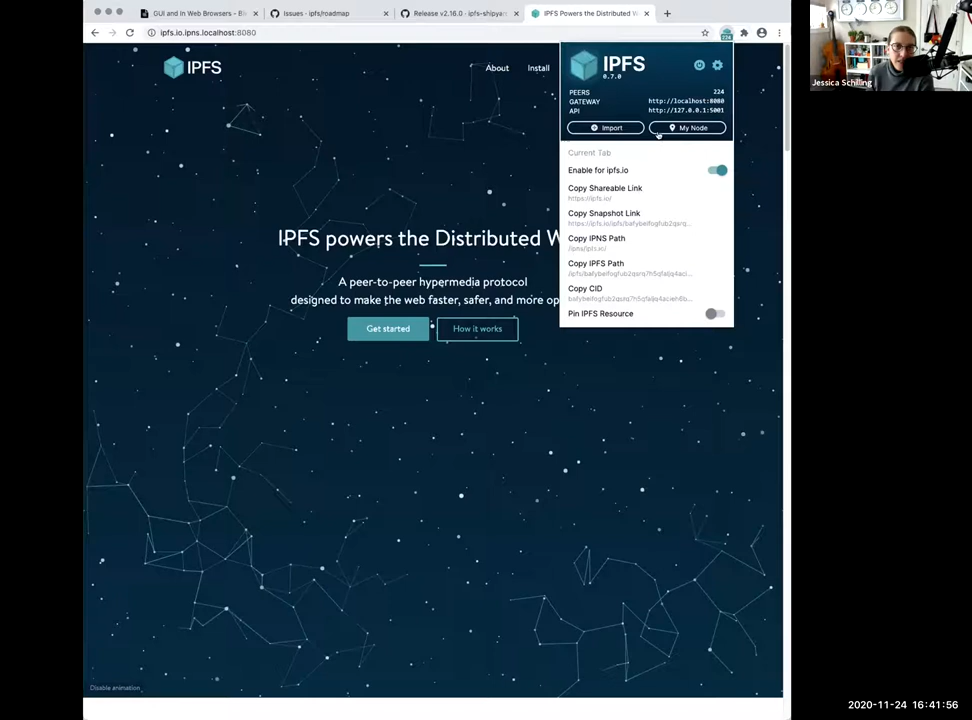 GUI and In Web Browsers - Bl
Issues · ipfs/roadmap
Release v2.16.0 · ipfs-shipyar
IPFS Powers the Distributed W
ipfs.io.ipns.localhost:8080
224
IPFS
About
Install
IPFS
0.7.0
PEERS
224
GATEWAY
http://localhost:8080
API
http://127.0.0.1:5001
Import
My Node
Current Tab
Enable for ipfs.io
Copy Shareable Link
https://ipfs.io/
Copy Snapshot Link
Copy IPNS Path
/ipns/ipfs.io/
Copy IPFS Path
Copy CID
Pin IPFS Resource
IPFS powers the Distributed W
A peer-to-peer hypermedia protocol
designed to make the web faster, safer, and more op
Get started
How it works
Disable animation
Jessica Schilling
2020-11-24 16:41:56